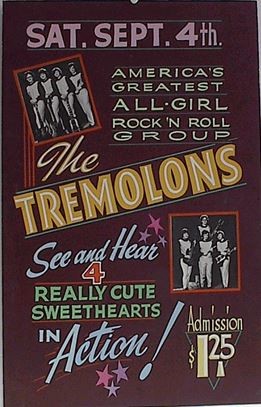 SAT. SEPT. 4th.
AMERICA'S
GREATEST
ALL-GIRL
ROCK 'N ROLL
GROUP
The
TREMOLONS
See and Hear
4
REALLY CUTE
SWEETHEARTS
IN Action!
Admission
$1.25